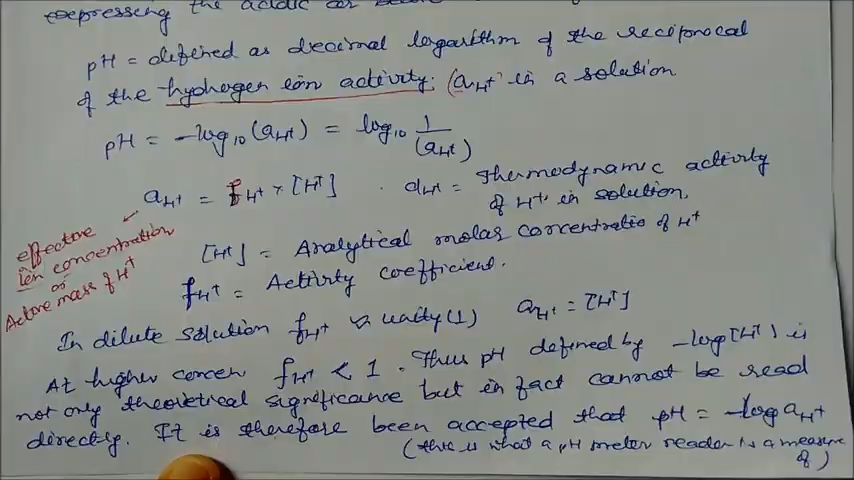 expressing the acidic or
pH = defined as decimal logarithm of the reciprocal
of the hydrogen ion activity; (aH⁺ in a solution
pH = -log₁₀ (aH⁺) = log₁₀ 1/(aH⁺)
aH⁺ = fH⁺ × [H⁺] . aH⁺ = Thermodynamic activity
of H⁺ in solution,
effective
ion concentration
or
Active mass of H⁺
[H⁺] = Analytical molar concentratio of H⁺
fH⁺ = Activity coefficient.
In dilute solution fH⁺ ≈ unity (1) aH⁺ = [H⁺]
At higher concen fH⁺ < 1. Thus pH defined by -log[H⁺] is
not only theoretical significance but in fact cannot be read
directly. It is therefore been accepted that pH = -log aH⁺
(this is what a pH meter reader is a measure
of)